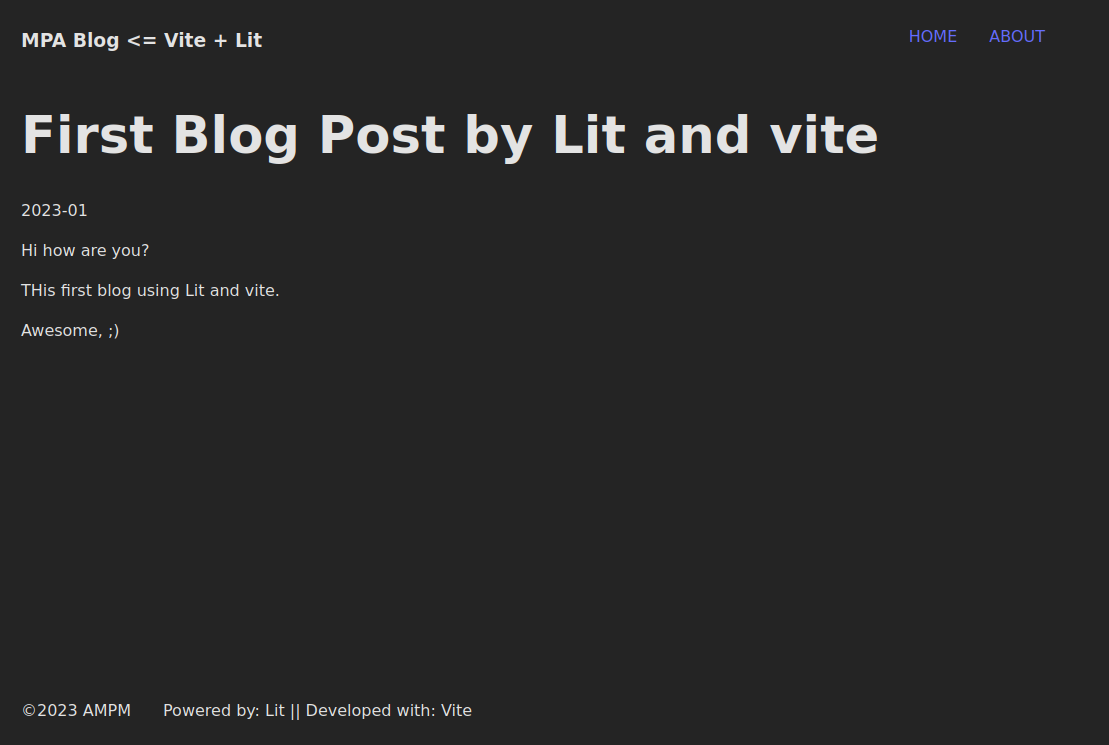 MPA Blog <= Vite + Lit
HOME ABOUT
First Blog Post by Lit and vite
2023-01
Hi how are you?
THis first blog using Lit and vite.
Awesome, ;)
©2023 AMPM Powered by: Lit || Developed with: Vite